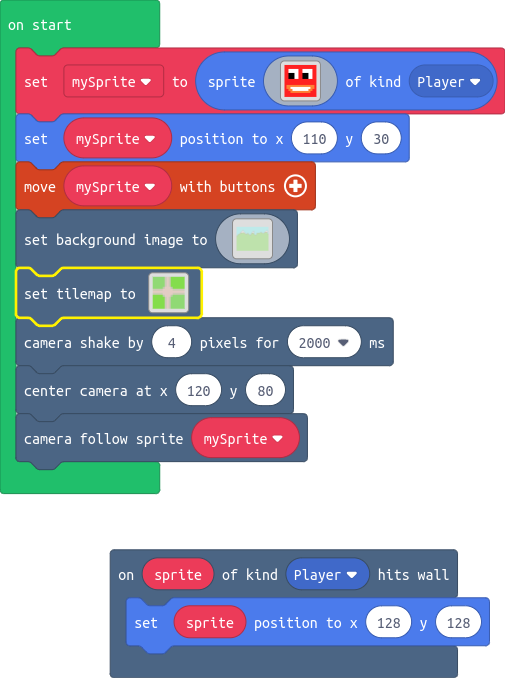 on start
set mySprite to sprite of kind Player
set mySprite position to x 110 y 30
move mySprite with buttons
set background image to
set tilemap to
camera shake by 4 pixels for 2000 ms
center camera at x 120 y 80
camera follow sprite mySprite
on sprite of kind Player hits wall
set sprite position to x 128 y 128